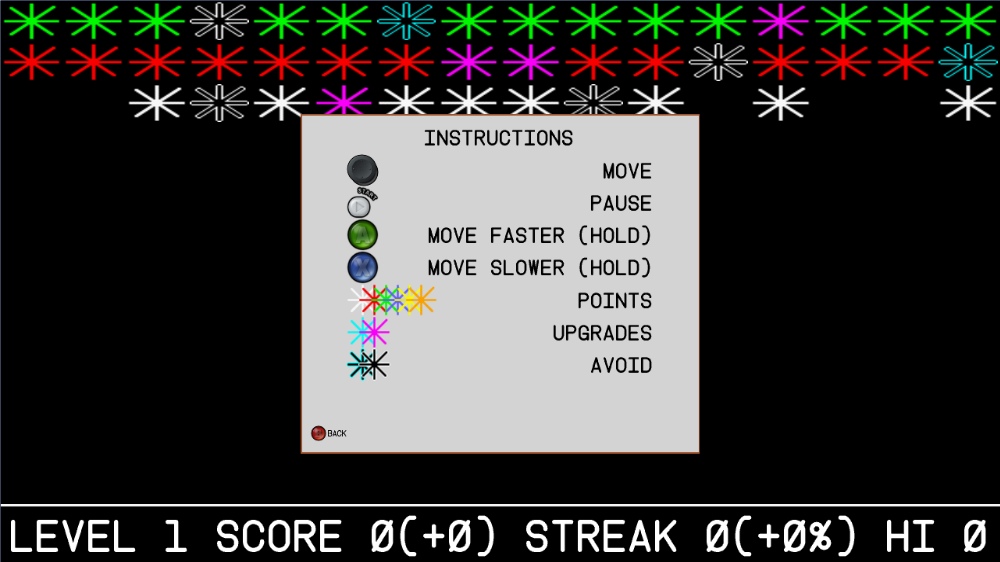 INSTRUCTIONS
MOVE
START
PAUSE
A
MOVE FASTER (HOLD)
X
MOVE SLOWER (HOLD)
POINTS
UPGRADES
AVOID
BACK
LEVEL 1 SCORE 0(+0) STREAK 0(+0%) HI 0